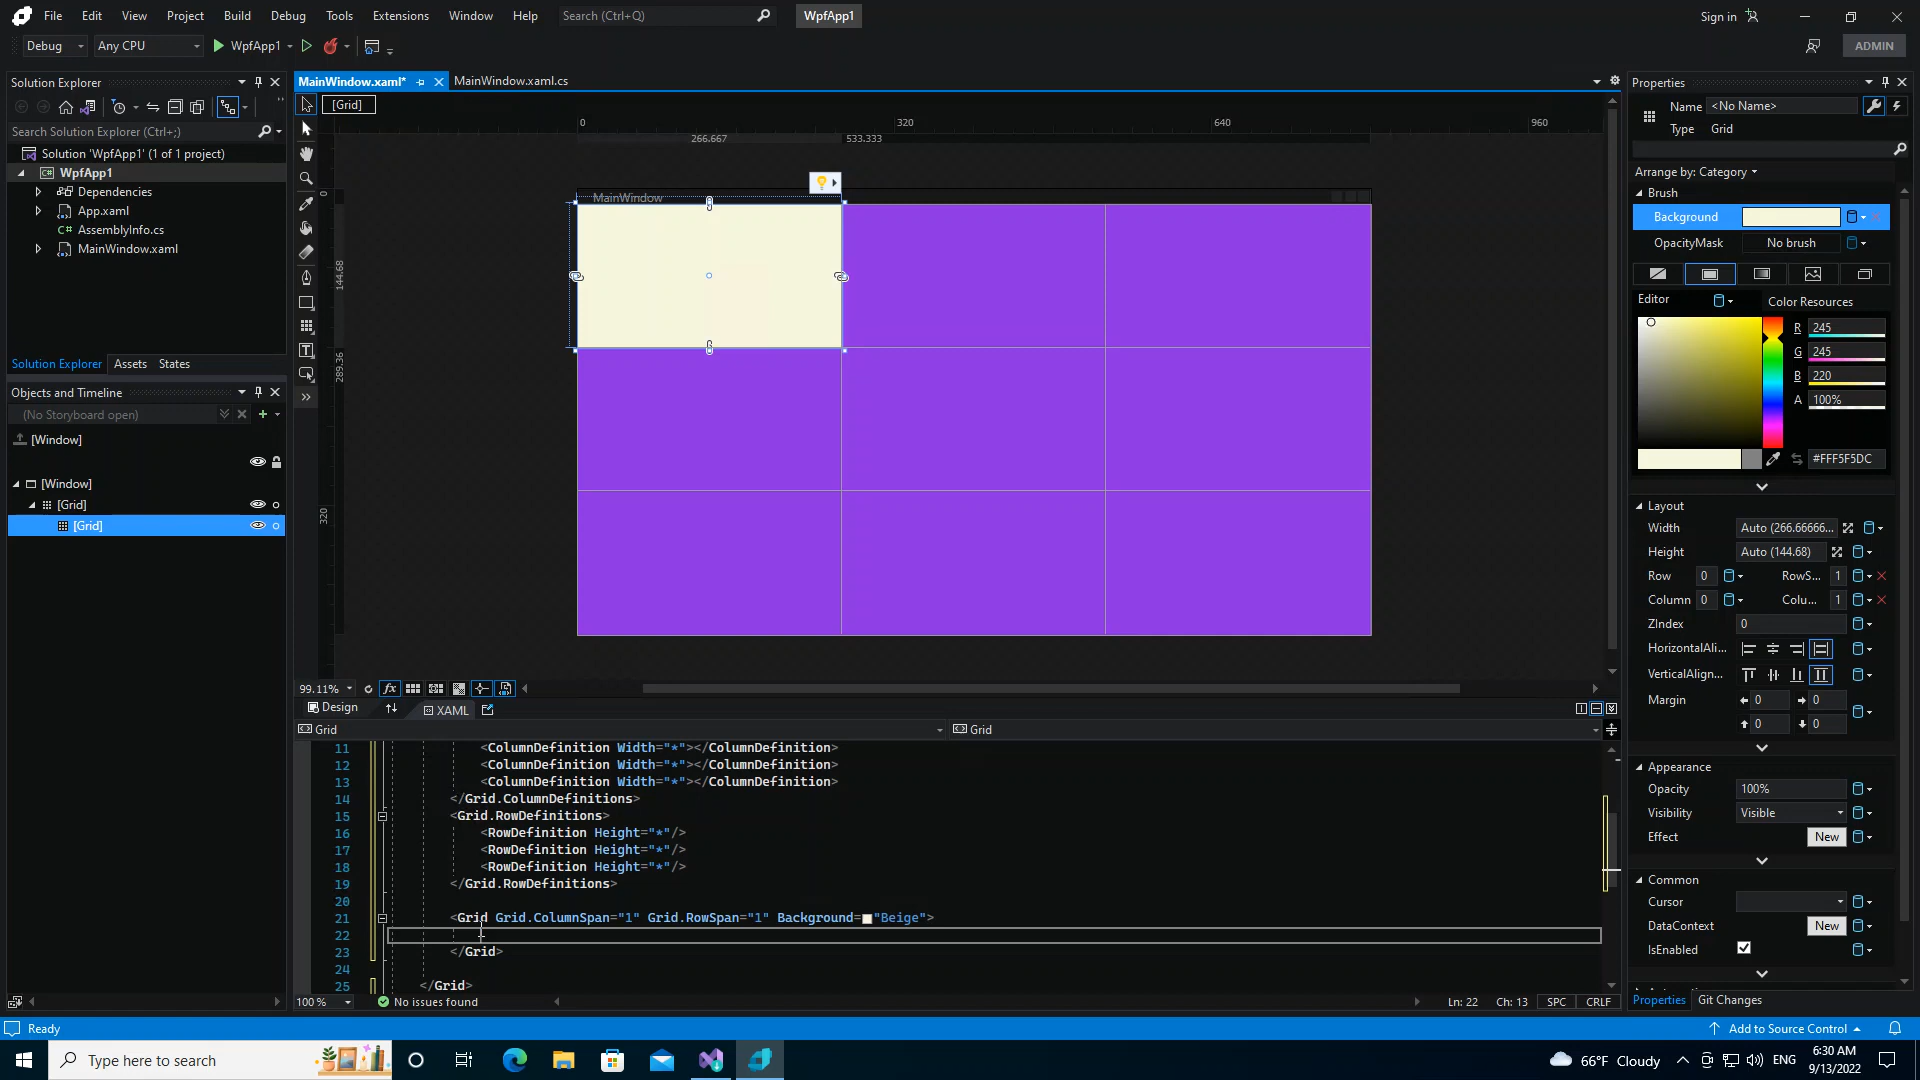 File Edit View Project Build Debug Tools Extensions Window Help Search (Ctrl+Q) WpfApp1 Sign in
Debug Any CPU WpfApp1 ADMIN
Solution Explorer
Search Solution Explorer (Ctrl+;)
Solution 'WpfApp1' (1 of 1 project)
WpfApp1
Dependencies
App.xaml
C# AssemblyInfo.cs
MainWindow.xaml
Solution Explorer Assets States
Objects and Timeline
(No Storyboard open)
[Window]
[Window]
[Grid]
[Grid]
MainWindow.xaml* MainWindow.xaml.cs
[Grid]
0 320 640 960
266.667 533.333
0
144.68
289.36
320
MainWindow
99.11% fx
Design XAML
Grid Grid
11 <ColumnDefinition Width="*"></ColumnDefinition>
12 <ColumnDefinition Width="*"></ColumnDefinition>
13 <ColumnDefinition Width="*"></ColumnDefinition>
14 </Grid.ColumnDefinitions>
15 <Grid.RowDefinitions>
16 <RowDefinition Height="*"/>
17 <RowDefinition Height="*"/>
18 <RowDefinition Height="*"/>
19 </Grid.RowDefinitions>
20
21 <Grid Grid.ColumnSpan="1" Grid.RowSpan="1" Background="Beige">
22
23 </Grid>
24
25 </Grid>
100 % No issues found Ln: 22 Ch: 13 SPC CRLF
Properties
Name <No Name>
Type Grid
Arrange by: Category
Brush
Background
OpacityMask No brush
Editor Color Resources
R 245
G 245
B 220
A 100%
#FFF5F5DC
Layout
Width Auto (266.66666...
Height Auto (144.68)
Row 0 RowS... 1
Column 0 Colu... 1
ZIndex 0
HorizontalAli...
VerticalAlign...
Margin 0 0
0 0
Appearance
Opacity 100%
Visibility Visible
Effect New
Common
Cursor
DataContext New
IsEnabled
Properties Git Changes
Ready Add to Source Control
Type here to search 66°F Cloudy ENG 6:30 AM
9/13/2022